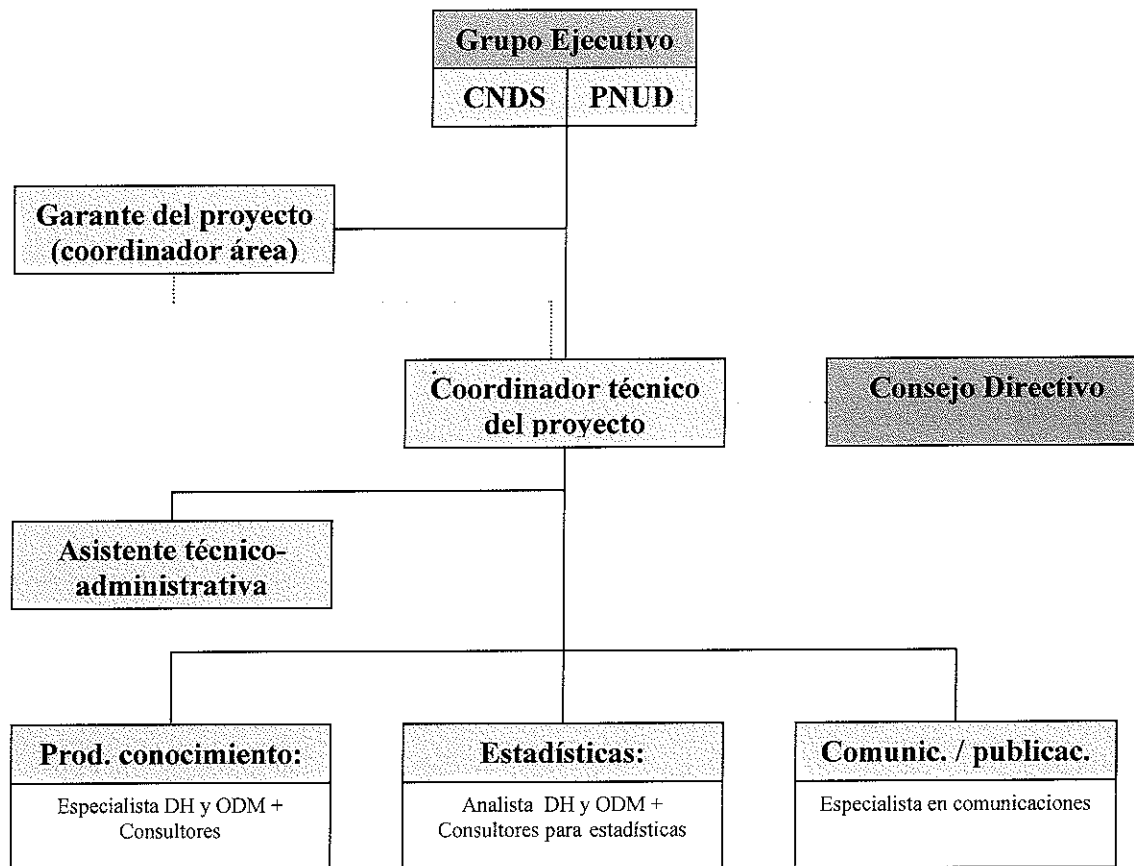 Grupo Ejecutivo
CNDS PNUD
Garante del proyecto
(coordinador área)
Coordinador técnico
del proyecto
Consejo Directivo
Asistente técnico-
administrativa
Prod. conocimiento:
Especialista DH y ODM +
Consultores
Estadísticas:
Analista DH y ODM +
Consultores para estadísticas
Comunic. / publicac.
Especialista en comunicaciones